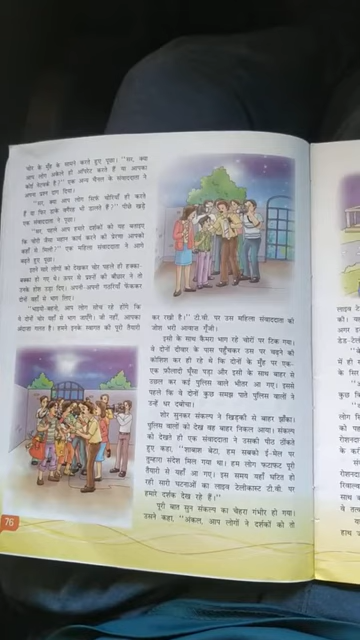 चोर के मुँह के सामने करते हुए पूछा। "सर, क्या
आप लोग अकेले ही ऑपरेट करते हैं या आपका
कोई नेटवर्क है?" एक अन्य चैनल के संवाददाता ने
अपना प्रश्न दाग दिया।
"सर, क्या आप लोग सिर्फ चोरियाँ ही करते
हैं या फिर डाके वगैरह भी डालते हैं?" पीछे खड़े
एक संवाददाता ने पूछा।
"सर, पहले आप हमारे दर्शकों को यह बताइए
कि चोरी जैसा महान कार्य करने की प्रेरणा आपको
कहाँ से मिली?" एक महिला संवाददाता ने आगे
बढ़ते हुए पूछा।
इतने सारे लोगों को देखकर चोर पहले ही हक्का-
बक्का हो गए थे। ऊपर से प्रश्नों की बौछार ने तो
उनके होश उड़ा दिए। अपनी-अपनी गठरियाँ फेंककर
दोनों वहाँ से भाग लिए।
"भाइयो-बहनो, आप लोग सोच रहे होंगे कि
ये दोनों चोर यहाँ से भाग जाएँगे। जी नहीं, आपका
अंदाजा गलत है। हमने इनके स्वागत की पूरी तैयारी
कर रखी है।" टी.वी. पर उस महिला संवाददाता की
जोश भरी आवाज गूँजी।
इसी के साथ कैमरा भाग रहे चोरों पर टिक गया।
वे दोनों दीवार के पास पहुँचकर उस पर चढ़ने की
कोशिश कर ही रहे थे कि दोनों के मुँह पर एक-
एक फौलादी घूँसा पड़ा और इसी के साथ बाहर से
उछल कर कई पुलिस वाले भीतर आ गए। इससे
पहले कि वे दोनों कुछ समझ पाते पुलिस वालों ने
उन्हें धर दबोचा।
शोर सुनकर संकल्प ने खिड़की से बाहर झाँका।
पुलिस वालों को देख वह बाहर निकल आया। संकल्प
को देखते ही एक संवाददाता ने उसकी पीठ ठोंकते
हुए कहा, "शाबाश बेटा, हम सबको ई-मेल पर
तुम्हारा संदेश मिल गया था। हम लोग फटाफट पूरी
तैयारी से यहाँ आ गए। इस समय यहाँ घटित हो
रही सारी घटनाओं का लाइव टेलीकास्ट टी.वी. पर
हमारे दर्शक देख रहे हैं।"
पूरी बात सुन संकल्प का चेहरा गंभीर हो गया।
उसने कहा, "अंकल, आप लोगों ने दर्शकों को तो
76